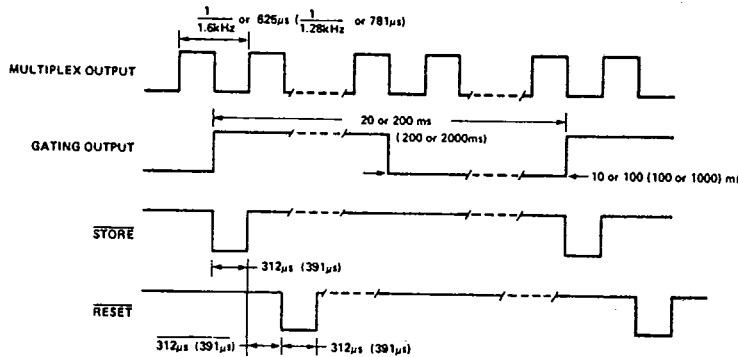 1/1.6kHz or 625µs (1/1.28kHz or 781µs)
MULTIPLEX OUTPUT
20 or 200 ms
(200 or 2000ms)
GATING OUTPUT
10 or 100 (100 or 1000) m
STORE
312µs (391µs)
RESET
312µs (391µs) 312µs (391µs)